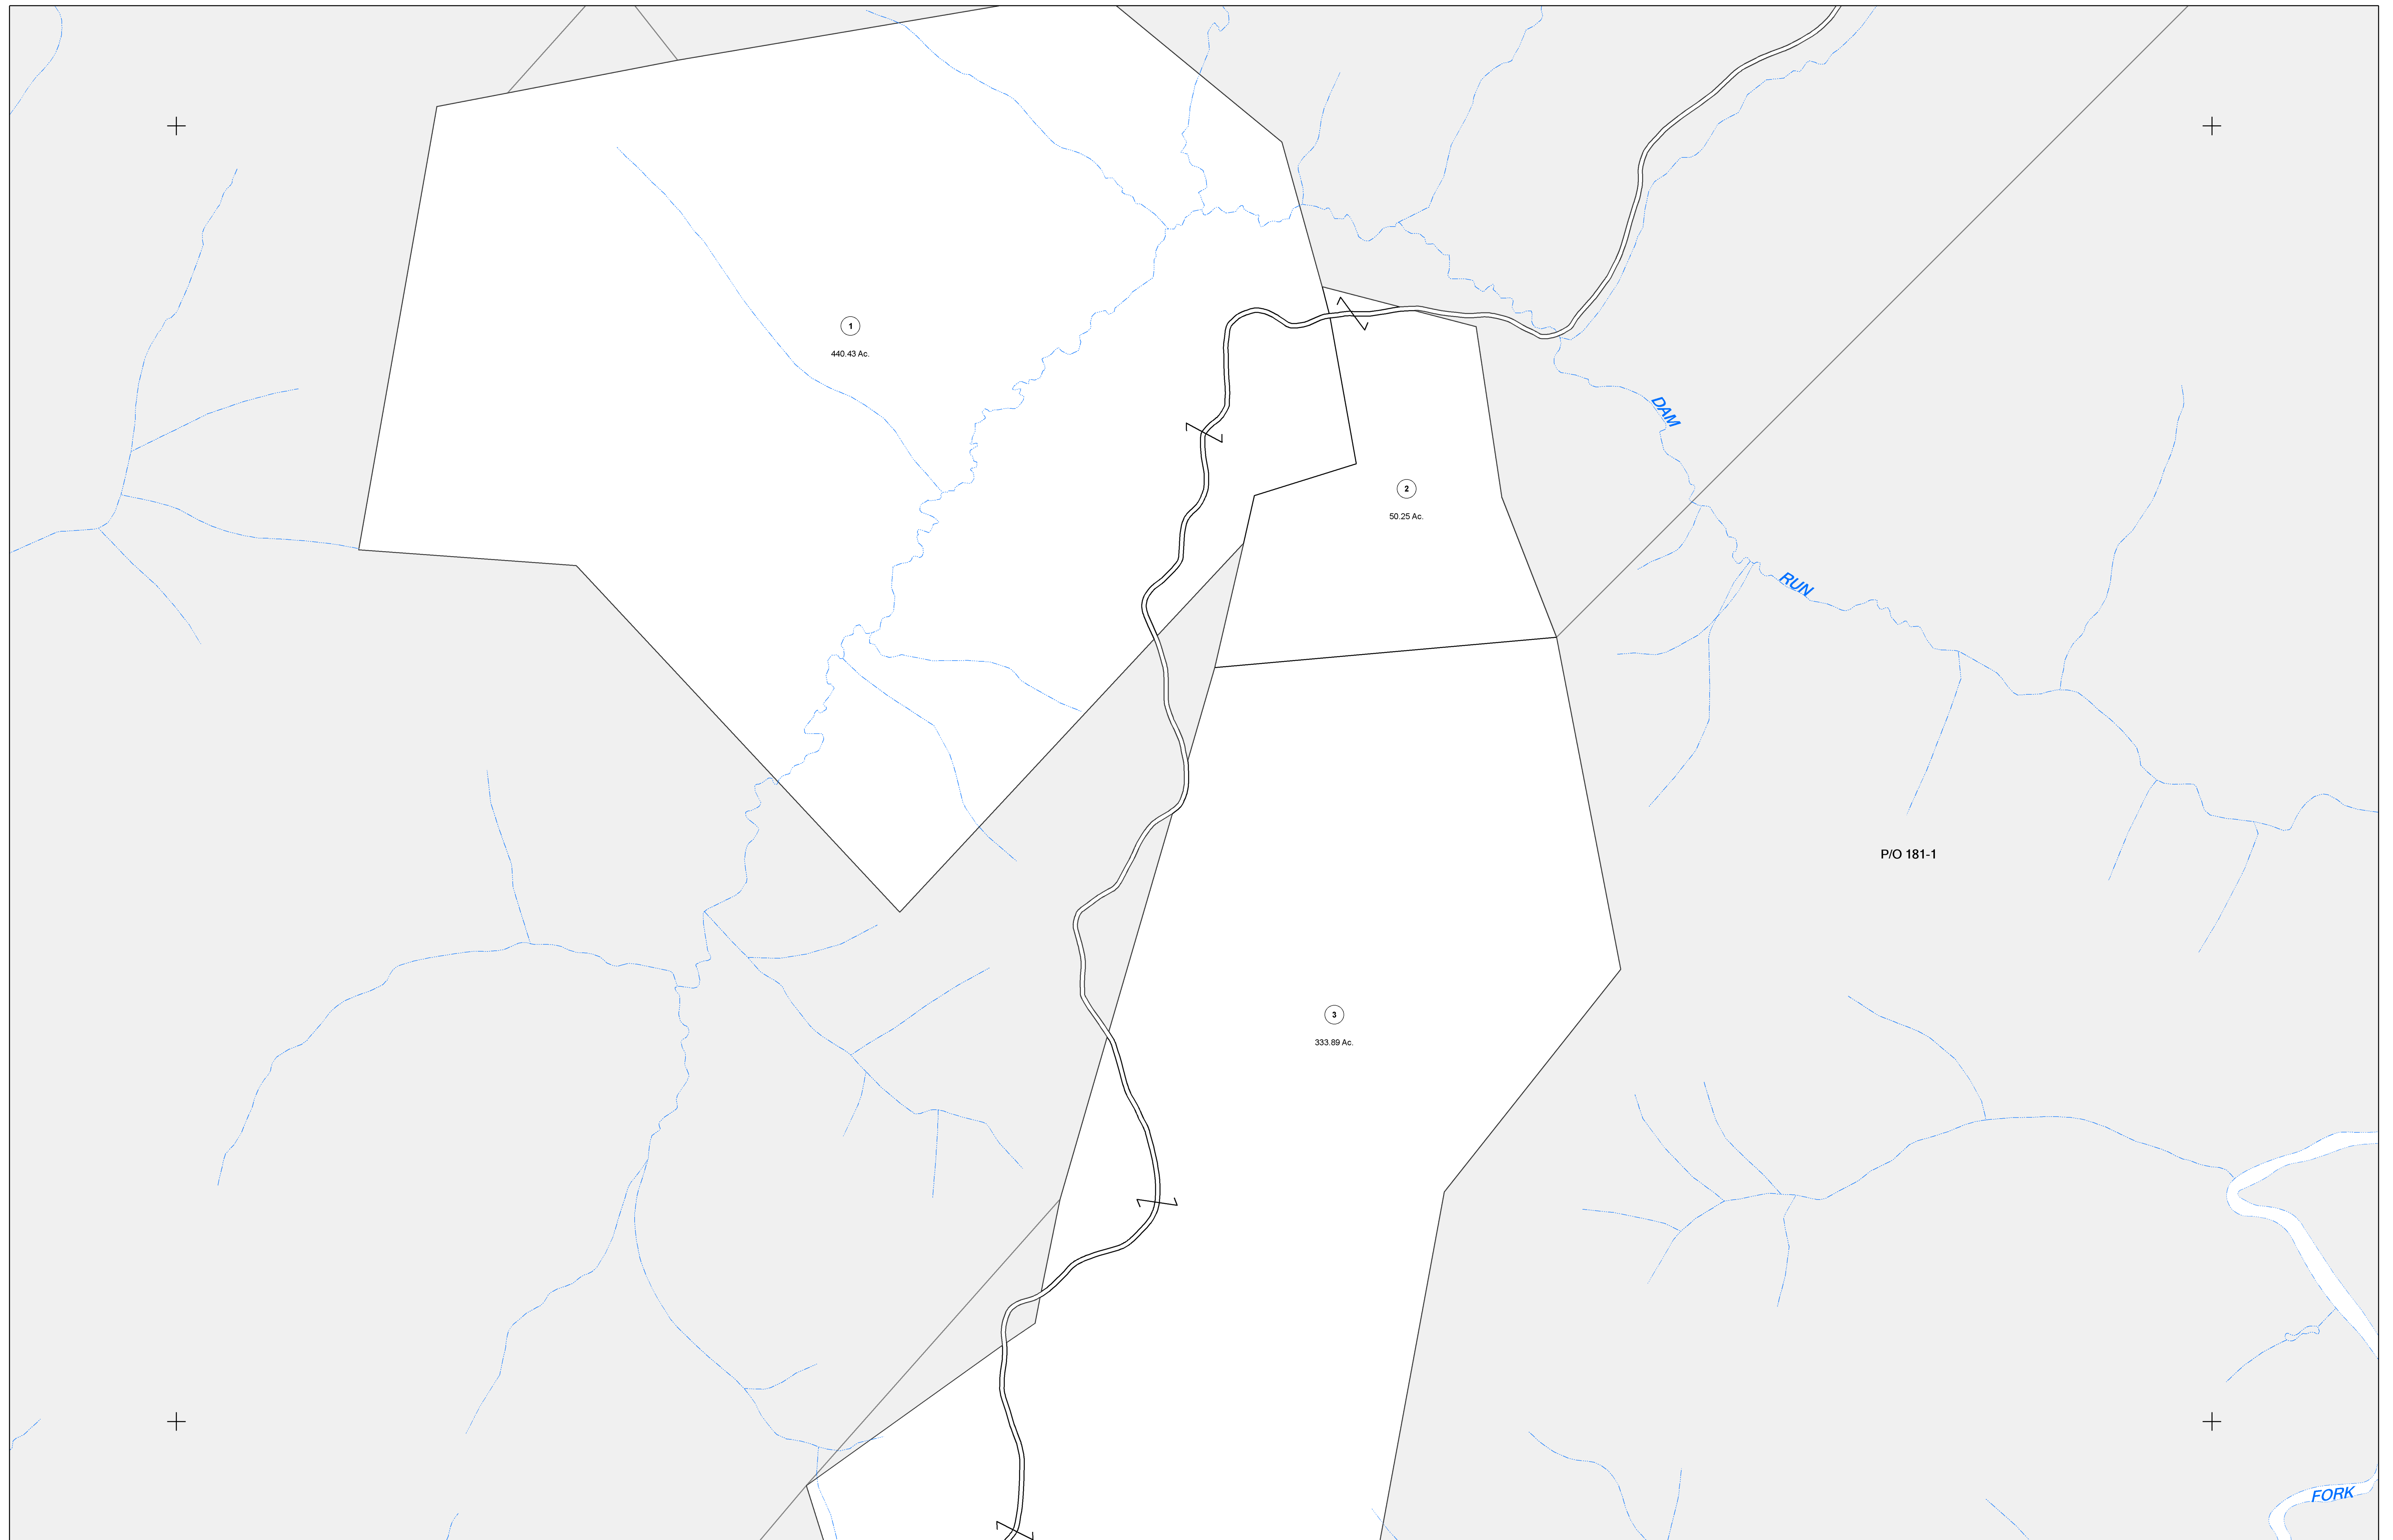 1
440.43 Ac.
DAM
2
50.25 Ac.
RUN
P/O 181-1
3
333.89 Ac.
FORK